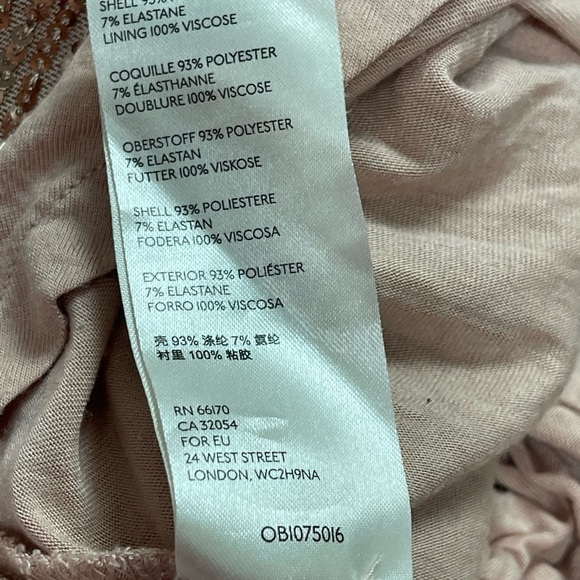 SHELL 93% POLY
7% ELASTANE
LINING 100% VISCOSE
COQUILLE 93% POLYESTER
7% ÉLASTHANNE
DOUBLURE 100% VISCOSE
OBERSTOFF 93% POLYESTER
7% ELASTAN
FUTTER 100% VISKOSE
SHELL 93% POLIESTERE
7% ELASTAN
FODERA 100% VISCOSA
EXTERIOR 93% POLIÉSTER
7% ELASTANE
FORRO 100% VISCOSA
壳 93% 涤纶 7% 氨纶
衬里 100% 粘胶
RN 66170
CA 32054
FOR EU
24 WEST STREET
LONDON, WC2H9NA
OB1075016